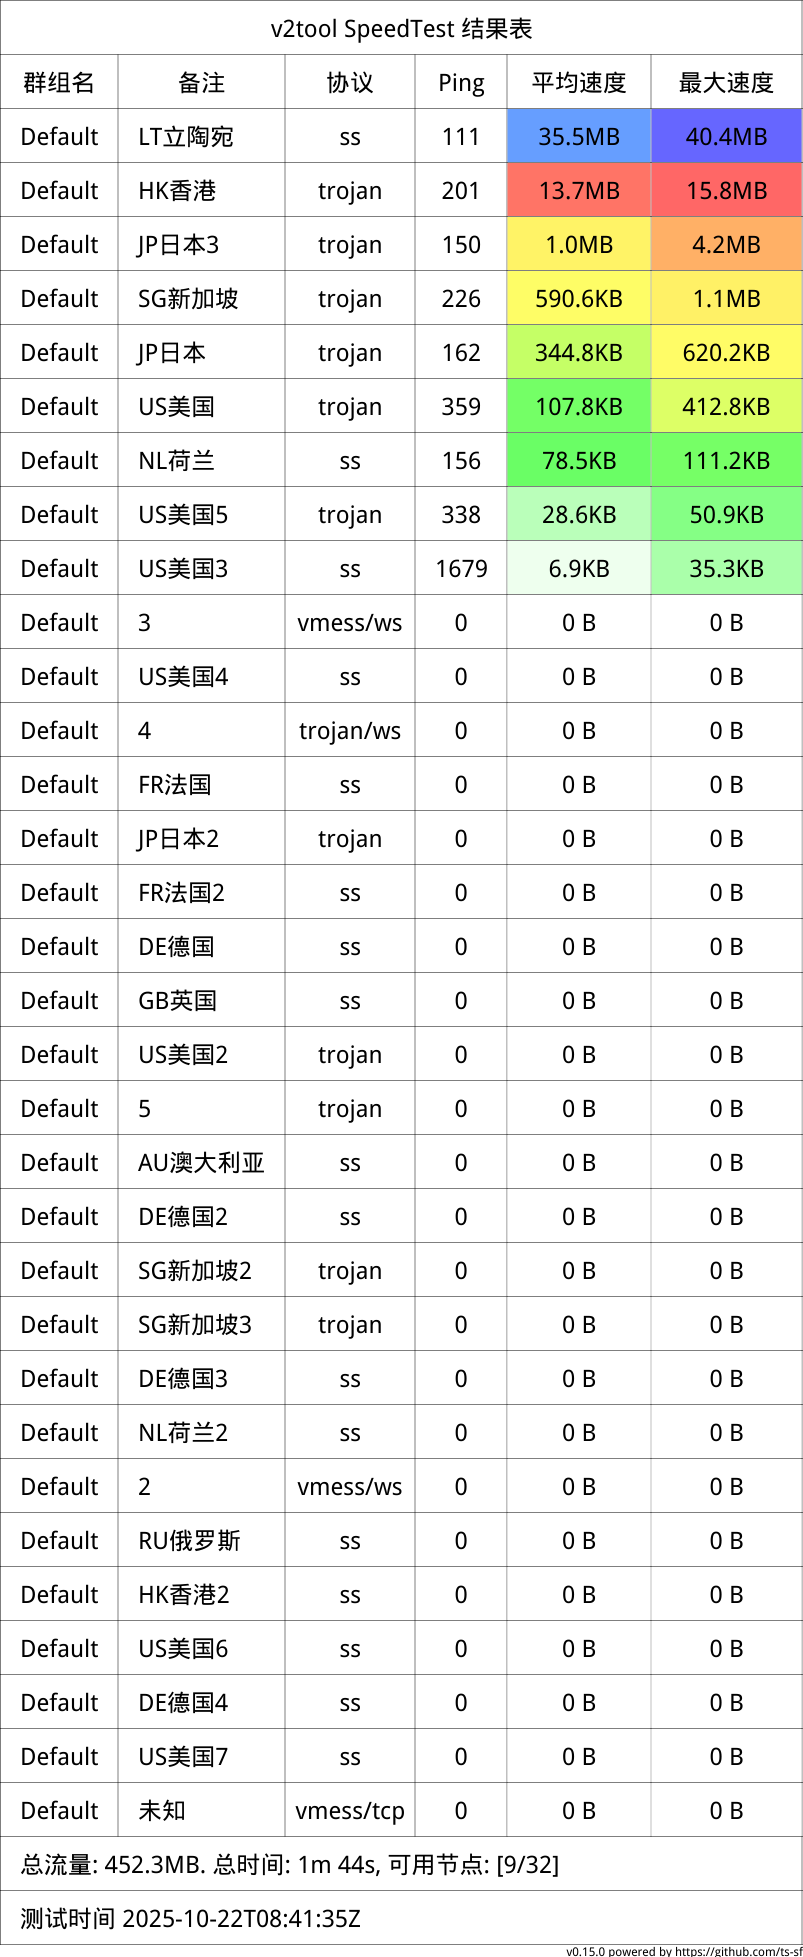 v2tool SpeedTest 结果表
群组名 备注 协议 Ping 平均速度 最大速度
Default LT立陶宛 ss 111 35.5MB 40.4MB
Default HK香港 trojan 201 13.7MB 15.8MB
Default JP日本3 trojan 150 1.0MB 4.2MB
Default SG新加坡 trojan 226 590.6KB 1.1MB
Default JP日本 trojan 162 344.8KB 620.2KB
Default US美国 trojan 359 107.8KB 412.8KB
Default NL荷兰 ss 156 78.5KB 111.2KB
Default US美国5 trojan 338 28.6KB 50.9KB
Default US美国3 ss 1679 6.9KB 35.3KB
Default 3 vmess/ws 0 0 B 0 B
Default US美国4 ss 0 0 B 0 B
Default 4 trojan/ws 0 0 B 0 B
Default FR法国 ss 0 0 B 0 B
Default JP日本2 trojan 0 0 B 0 B
Default FR法国2 ss 0 0 B 0 B
Default DE德国 ss 0 0 B 0 B
Default GB英国 ss 0 0 B 0 B
Default US美国2 trojan 0 0 B 0 B
Default 5 trojan 0 0 B 0 B
Default AU澳大利亚 ss 0 0 B 0 B
Default DE德国2 ss 0 0 B 0 B
Default SG新加坡2 trojan 0 0 B 0 B
Default SG新加坡3 trojan 0 0 B 0 B
Default DE德国3 ss 0 0 B 0 B
Default NL荷兰2 ss 0 0 B 0 B
Default 2 vmess/ws 0 0 B 0 B
Default RU俄罗斯 ss 0 0 B 0 B
Default HK香港2 ss 0 0 B 0 B
Default US美国6 ss 0 0 B 0 B
Default DE德国4 ss 0 0 B 0 B
Default US美国7 ss 0 0 B 0 B
Default 未知 vmess/tcp 0 0 B 0 B
总流量: 452.3MB. 总时间: 1m 44s, 可用节点: [9/32]
测试时间 2025-10-22T08:41:35Z
v0.15.0 powered by https://github.com/ts-sf